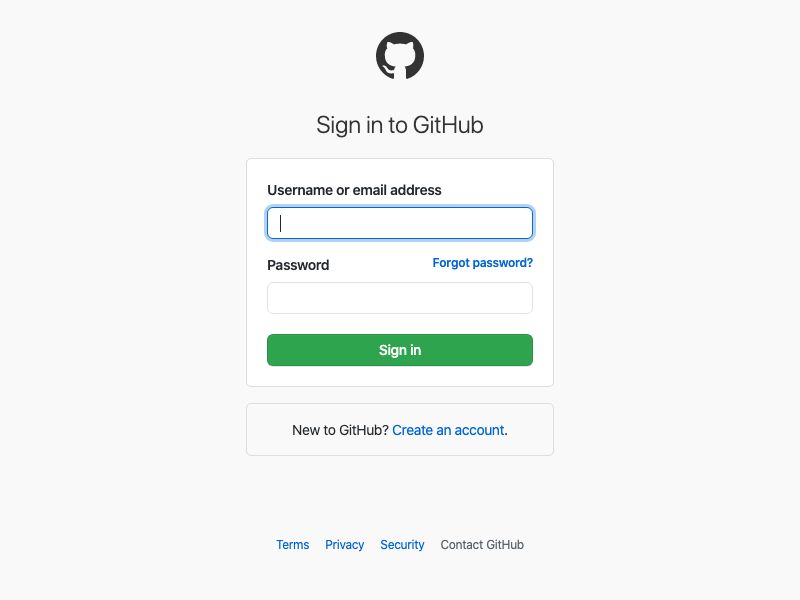 Sign in to GitHub
Username or email address
Password
Forgot password?
Sign in
New to GitHub? Create an account.
Terms Privacy Security Contact GitHub